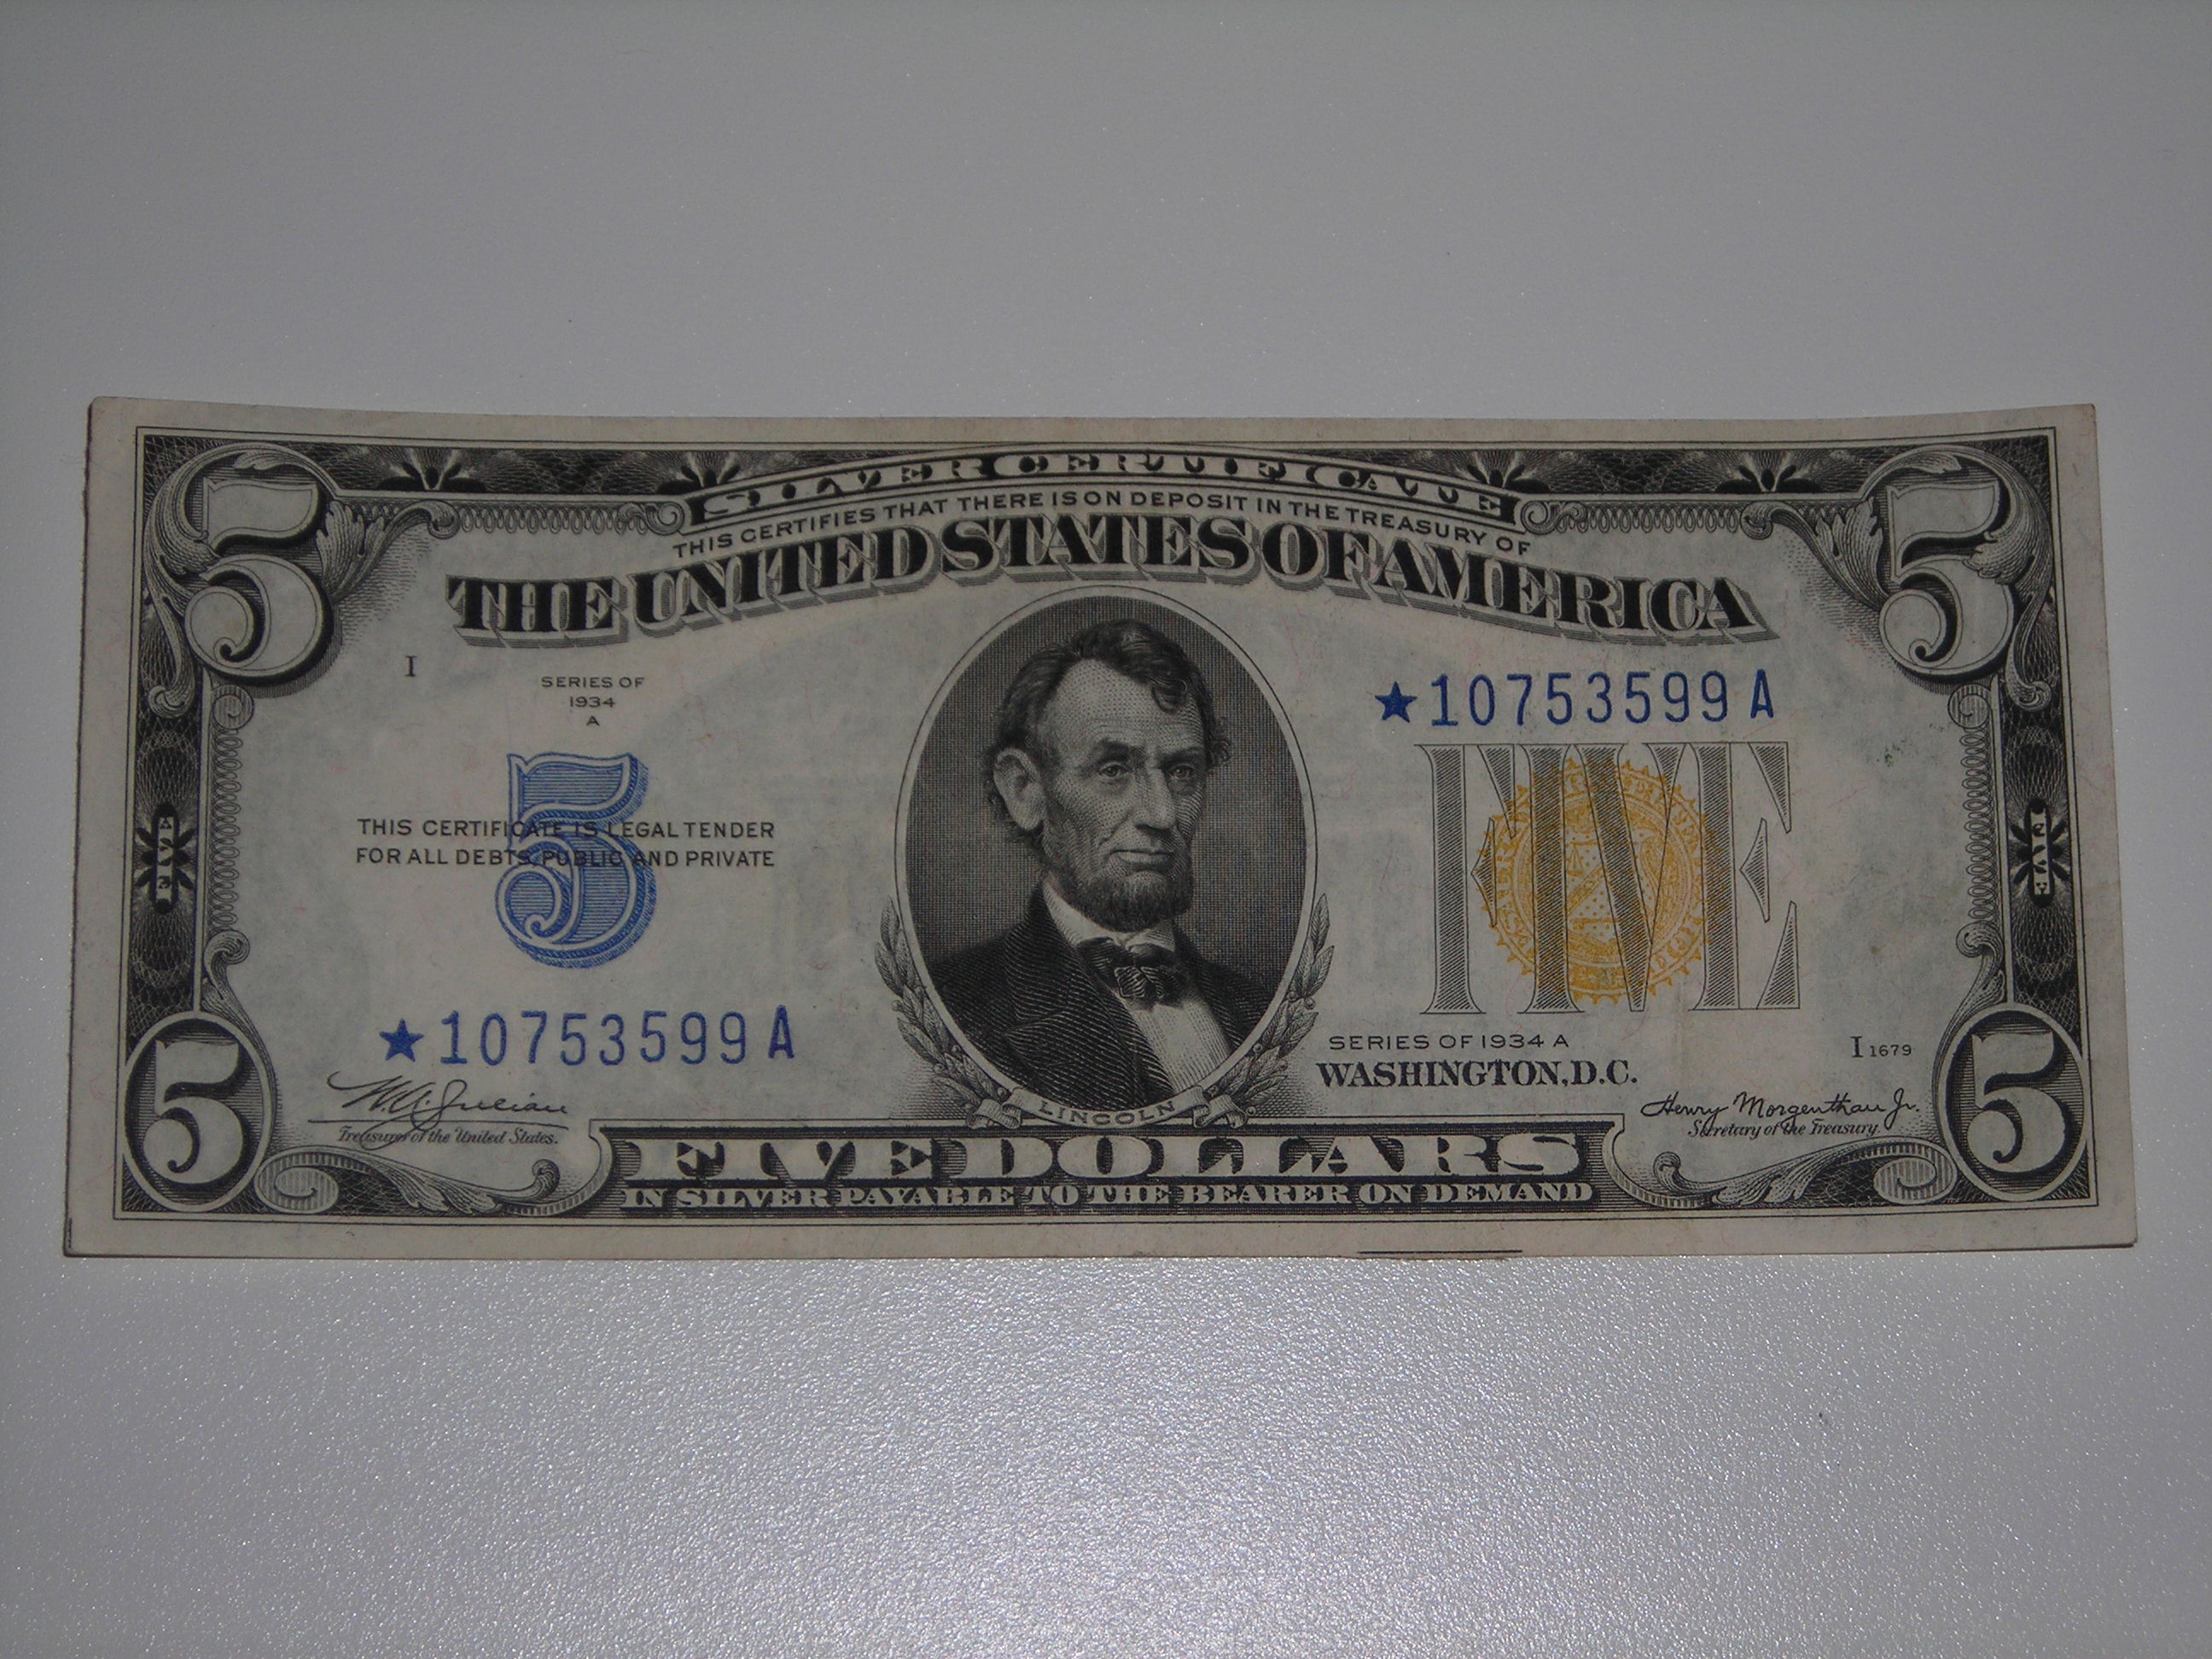 5
SILVER CERTIFICATE
5
THIS CERTIFIES THAT THERE IS ON DEPOSIT IN THE TREASURY OF
THE UNITED STATES OF AMERICA
I
SERIES OF
1934
A
★10753599A
5
FIVE
THIS CERTIFICATE IS LEGAL TENDER
FOR ALL DEBTS, PUBLIC AND PRIVATE
FIVE
FIVE
★10753599A
SERIES OF 1934 A
WASHINGTON, D.C.
I 1679
W.A. Julian
Treasurer of the United States.
LINCOLN
Henry Morgenthau Jr.
Secretary of the Treasury.
5
FIVE DOLLARS
5
IN SILVER PAYABLE TO THE BEARER ON DEMAND